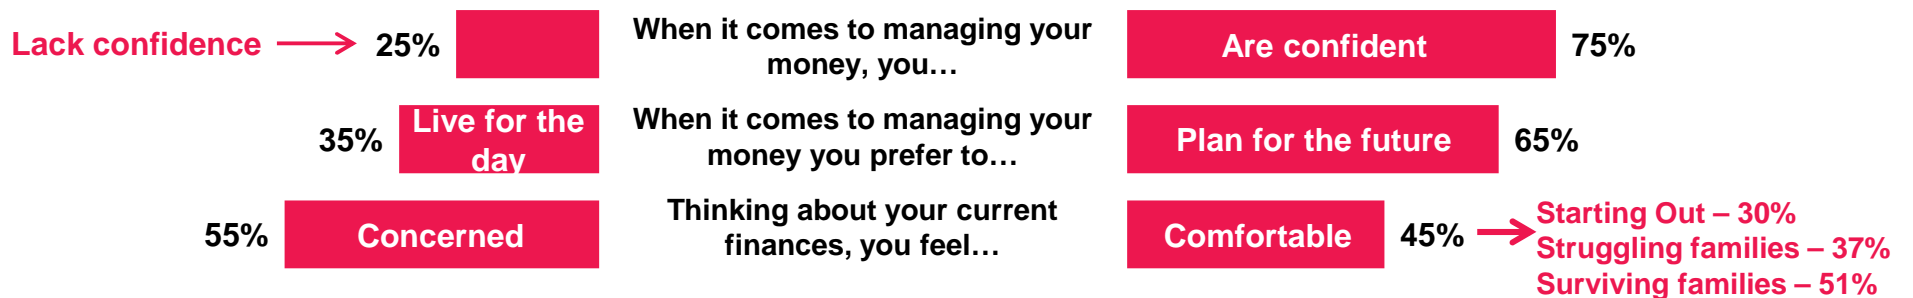 Lack confidence
25%
When it comes to managing your
money, you…
Are confident
75%
35%
Live for the
day
When it comes to managing your
money you prefer to…
Plan for the future
65%
55%
Concerned
Thinking about your current
finances, you feel…
Comfortable
45%
Starting Out – 30%
Struggling families – 37%
Surviving families – 51%